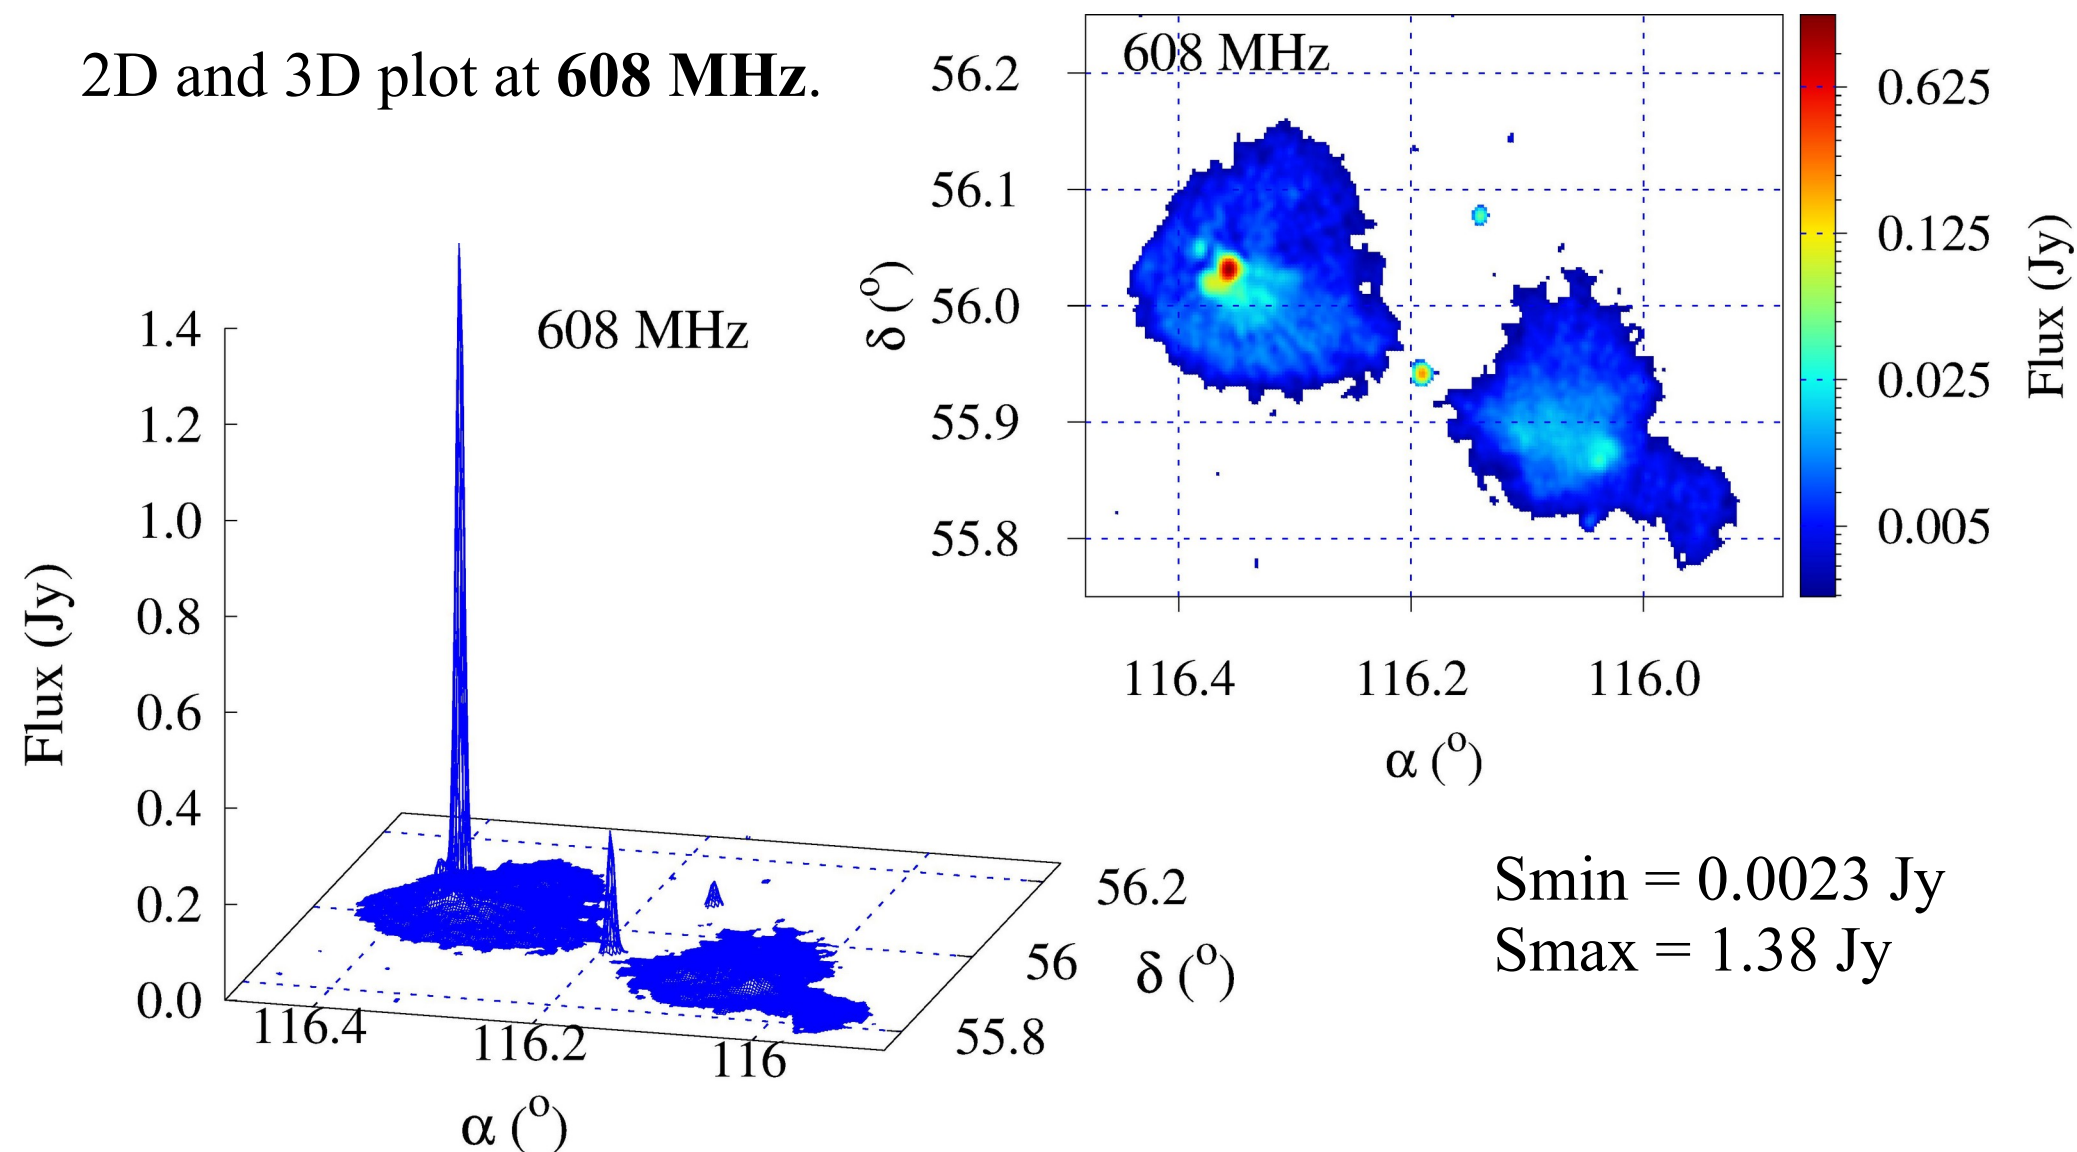 2D and 3D plot at 608 MHz.
608 MHz
56.2
56.1
56.0
55.9
55.8
δ (o)
116.4
116.2
116.0
α (o)
0.625
0.125
0.025
0.005
Flux (Jy)
608 MHz
1.4
1.2
1.0
0.8
0.6
0.4
0.2
0.0
Flux (Jy)
116.4
116.2
116
α (o)
56.2
56
55.8
δ (o)
Smin = 0.0023 Jy
Smax = 1.38 Jy